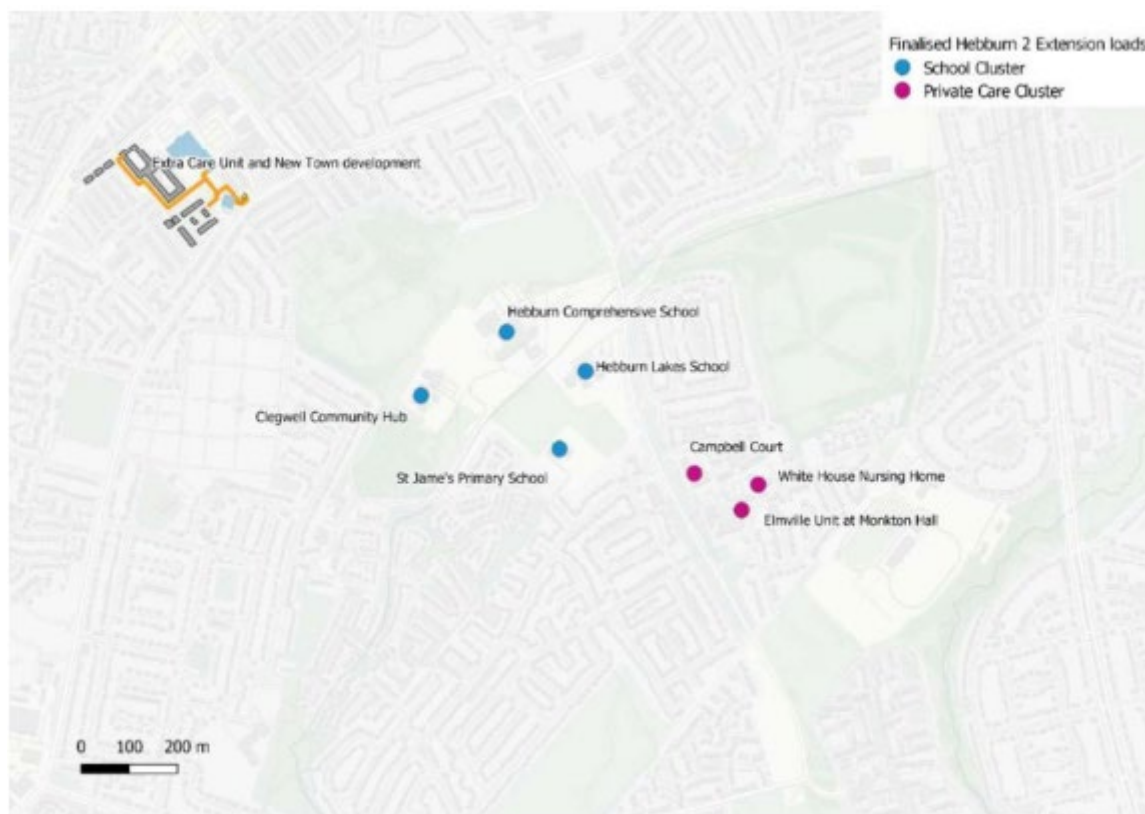 Finalised Hebburn 2 Extension loads
School Cluster
Private Care Cluster
Extra Care Unit and New Town development
Hebburn Comprehensive School
Hebburn Lakes School
Clegwell Community Hub
Campbell Court
St Jame's Primary School
White House Nursing Home
Elmville Unit at Monkton Hall
0 100 200 m